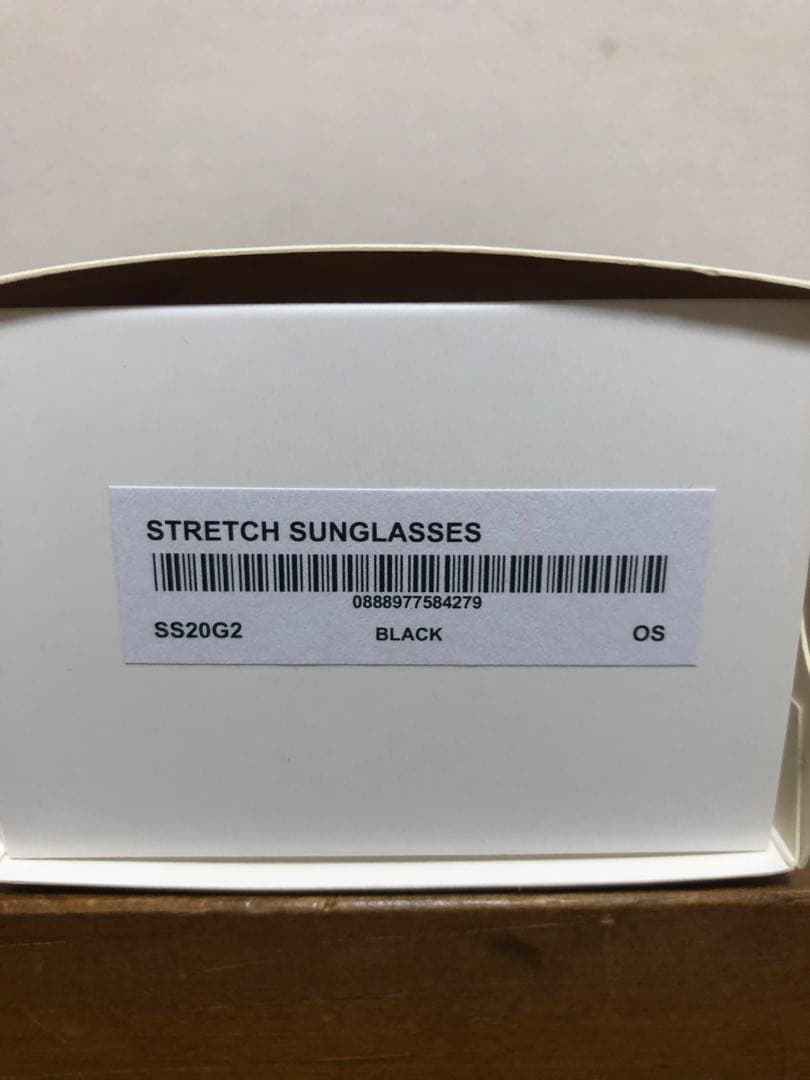 STRETCH SUNGLASSES
0888977584279
SS20G2 BLACK OS